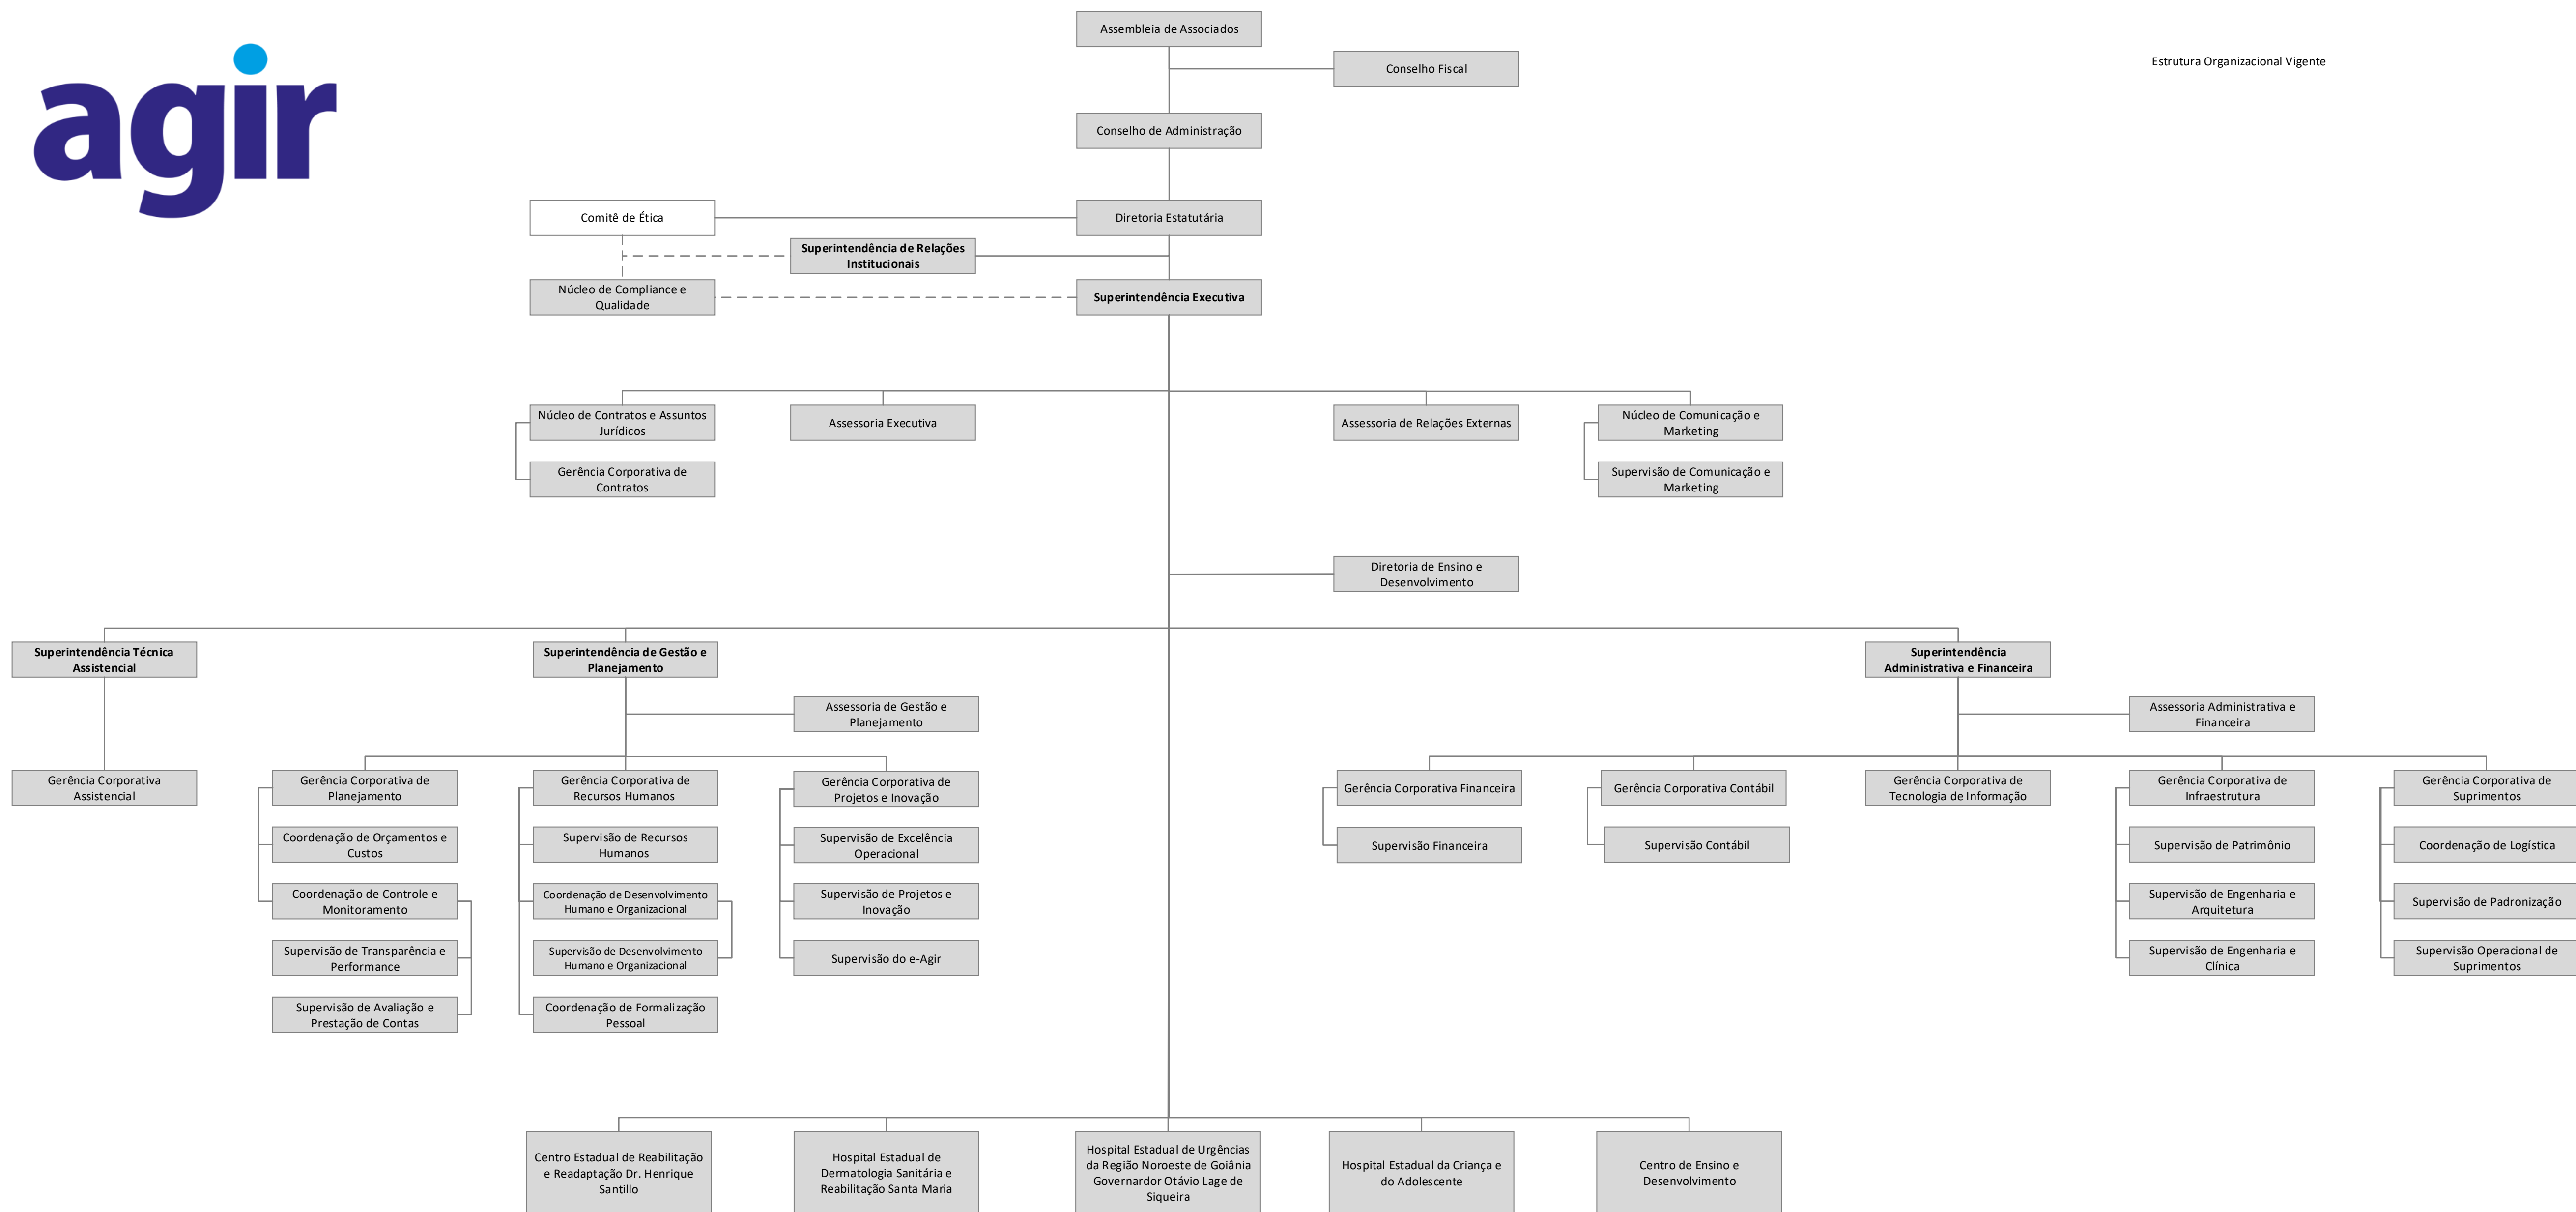 Assembleia de Associados
agir
Conselho Fiscal
Estrutura Organizacional Vigente
Conselho de Administração
Comitê de Ética
Diretoria Estatutária
Superintendência de Relações
Institucionais
Núcleo de Compliance e
Qualidade
Superintendência Executiva
Núcleo de Contratos e Assuntos
Jurídicos
Assessoria Executiva
Assessoria de Relações Externas
Núcleo de Comunicação e
Marketing
Gerência Corporativa de
Contratos
Supervisão de Comunicação e
Marketing
Diretoria de Ensino e
Desenvolvimento
Superintendência Técnica
Assistencial
Superintendência de Gestão e
Planejamento
Superintendência
Administrativa e Financeira
Assessoria de Gestão e
Planejamento
Assessoria Administrativa e
Financeira
Gerência Corporativa
Assistencial
Gerência Corporativa de
Planejamento
Gerência Corporativa de
Recursos Humanos
Gerência Corporativa de
Projetos e Inovação
Gerência Corporativa Financeira
Gerência Corporativa Contábil
Gerência Corporativa de
Tecnologia de Informação
Gerência Corporativa de
Infraestrutura
Gerência Corporativa de
Suprimentos
Coordenação de Orçamentos e
Custos
Supervisão de Recursos
Humanos
Supervisão de Excelência
Operacional
Supervisão Financeira
Supervisão Contábil
Supervisão de Patrimônio
Coordenação de Logística
Coordenação de Controle e
Monitoramento
Coordenação de Desenvolvimento
Humano e Organizacional
Supervisão de Projetos e
Inovação
Supervisão de Engenharia e
Arquitetura
Supervisão de Padronização
Supervisão de Transparência e
Performance
Supervisão de Desenvolvimento
Humano e Organizacional
Supervisão do e-Agir
Supervisão de Engenharia e
Clínica
Supervisão Operacional de
Suprimentos
Supervisão de Avaliação e
Prestação de Contas
Coordenação de Formalização
Pessoal
Centro Estadual de Reabilitação
e Readaptação Dr. Henrique
Santillo
Hospital Estadual de
Dermatologia Sanitária e
Reabilitação Santa Maria
Hospital Estadual de Urgências
da Região Noroeste de Goiânia
Governardor Otávio Lage de
Siqueira
Hospital Estadual da Criança e
do Adolescente
Centro de Ensino e
Desenvolvimento